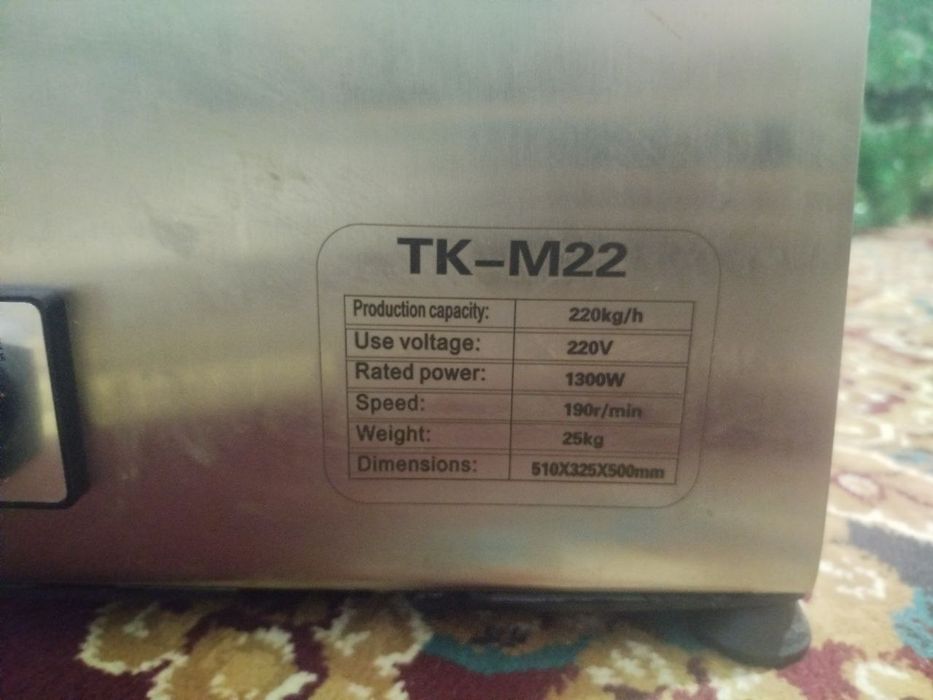 TK-M22
Production capacity: 220kg/h
Use voltage: 220V
Rated power: 1300W
Speed: 190r/min
Weight: 25kg
Dimensions: 510X325X500mm